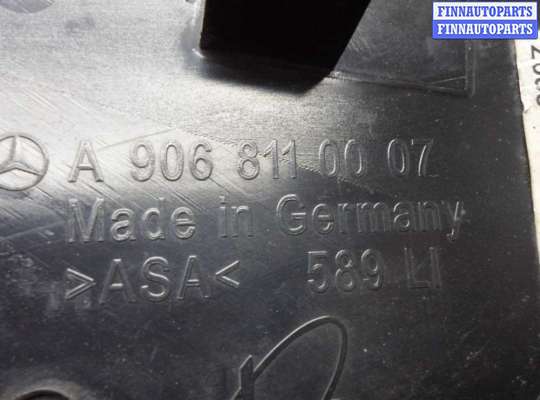 FINNAUTOPARTS
FINNAUTOPARTS
A 906 811 00 07
Made in Germany
>ASA< 589 LI